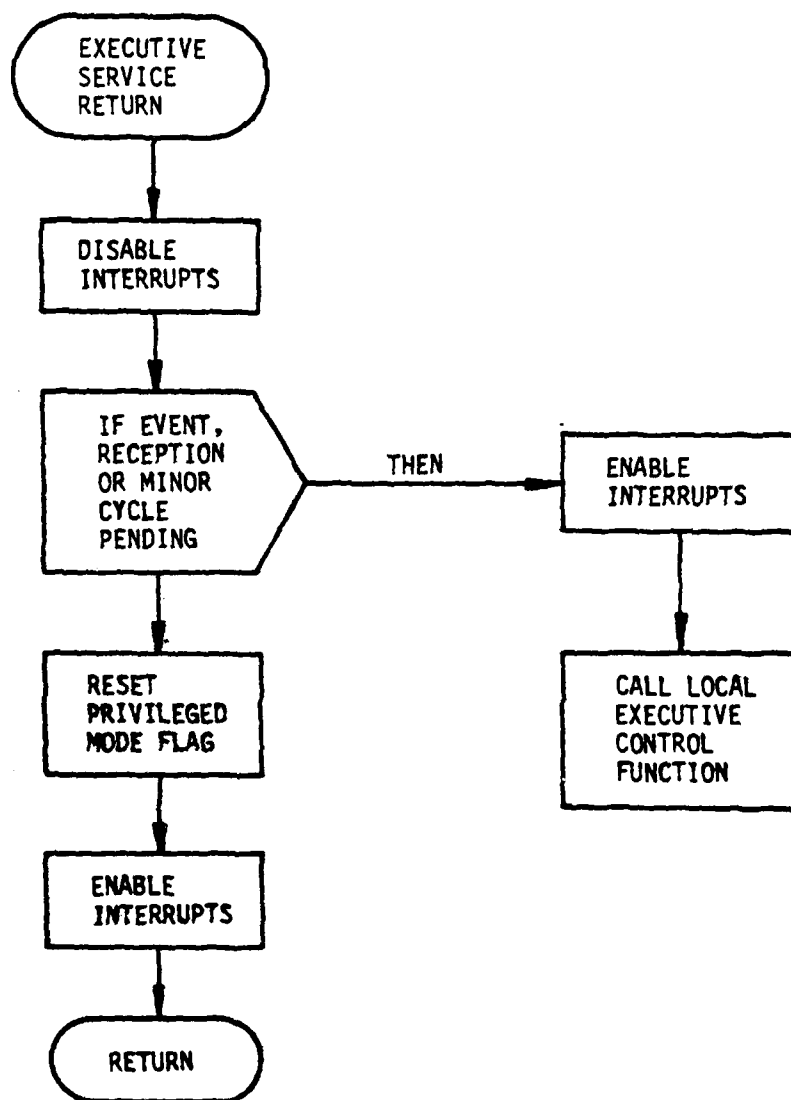 EXECUTIVE
SERVICE
RETURN
DISABLE
INTERRUPTS
IF EVENT,
RECEPTION
OR MINOR
CYCLE
PENDING
THEN
ENABLE
INTERRUPTS
CALL LOCAL
EXECUTIVE
CONTROL
FUNCTION
RESET
PRIVILEGED
MODE FLAG
ENABLE
INTERRUPTS
RETURN